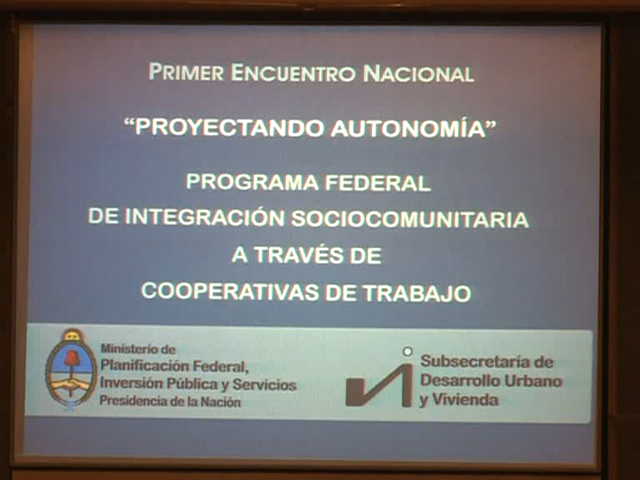 PRIMER ENCUENTRO NACIONAL
“PROYECTANDO AUTONOMÍA”
PROGRAMA FEDERAL
DE INTEGRACIÓN SOCIOCOMUNITARIA
A TRAVÉS DE
COOPERATIVAS DE TRABAJO
Ministerio de
Planificación Federal,
Inversión Pública y Servicios
Presidencia de la Nación
Subsecretaría de
Desarrollo Urbano
y Vivienda